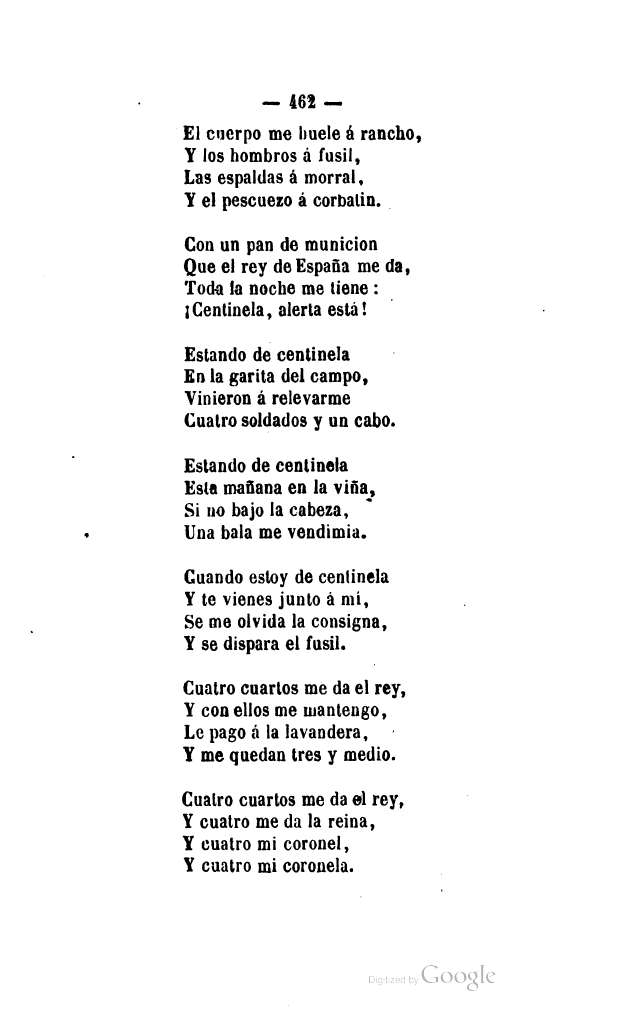 — 462 —
El cuerpo me huele á rancho,
Y los hombros á fusil,
Las espaldas á morral,
Y el pescuezo á corbatin.
Con un pan de municion
Que el rey de España me da,
Toda la noche me tiene :
¡Centinela, alerta está!
Estando de centinela
En la garita del campo,
Vinieron á relevarme
Cuatro soldados y un cabo.
Estando de centinela
Esta mañana en la viña,
Si no bajo la cabeza,
Una bala me vendimia.
Cuando estoy de centinela
Y te vienes junto á mí,
Se me olvida la consigna,
Y se dispara el fusil.
Cuatro cuartos me da el rey,
Y con ellos me mantengo,
Le pago á la lavandera,
Y me quedan tres y medio.
Cuatro cuartos me da el rey,
Y cuatro me da la reina,
Y cuatro mi coronel,
Y cuatro mi coronela.
Digitized by Google